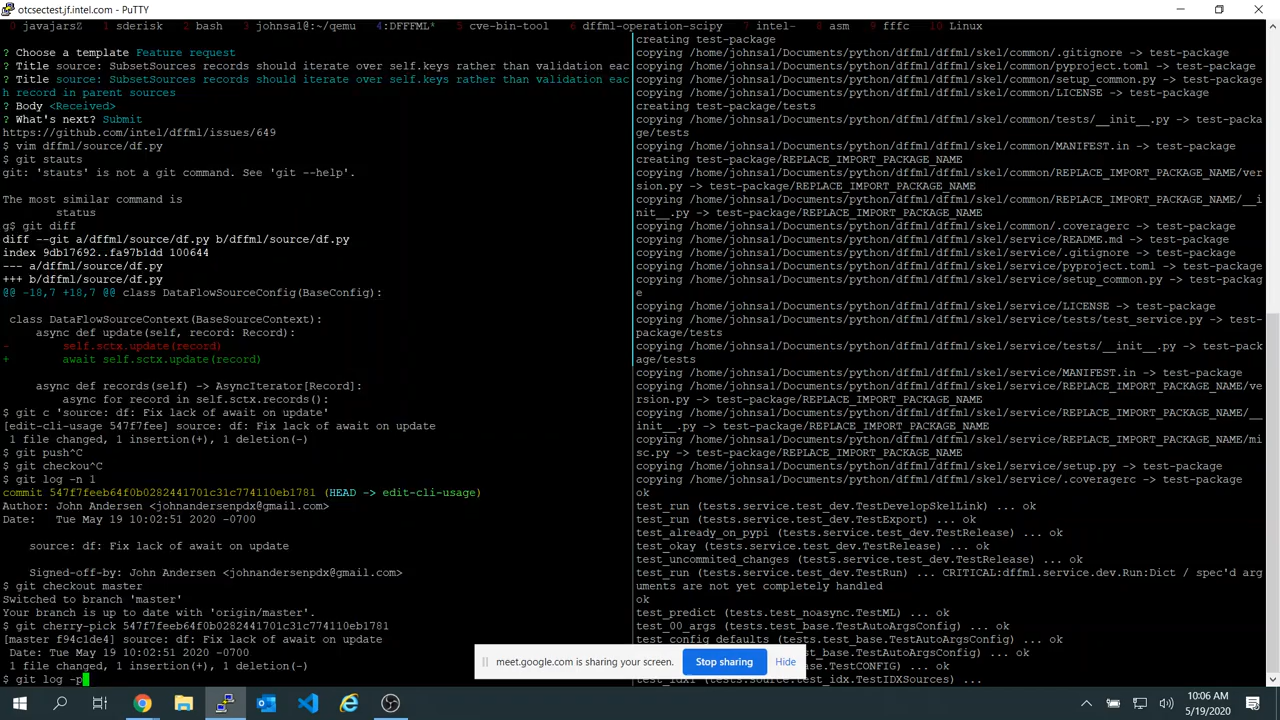 otcsectest.jf.intel.com - PuTTY
0 javajarsZ 1 sderisk 2 bash 3 johnsa1@:~/qemu 4:DFFFML* 5 cve-bin-tool 6 dffml-operation-scipy 7 intel- 8 asm 9 fffc 10 Linux
? Choose a template Feature request
? Title source: SubsetSources records should iterate over self.keys rather than validation eac
? Title source: SubsetSources records should iterate over self.keys rather than validation eac
h record in parent sources
? Body <Received>
? What's next? Submit
https://github.com/intel/dffml/issues/649
$ vim dffml/source/df.py
$ git stauts
git: 'stauts' is not a git command. See 'git --help'.
The most similar command is
status
g$ git diff
diff --git a/dffml/source/df.py b/dffml/source/df.py
index 9db17692..fa97b1dd 100644
--- a/dffml/source/df.py
+++ b/dffml/source/df.py
@@ -18,7 +18,7 @@ class DataFlowSourceConfig(BaseConfig):
class DataFlowSourceContext(BaseSourceContext):
async def update(self, record: Record):
- self.sctx.update(record)
+ await self.sctx.update(record)
async def records(self) -> AsyncIterator[Record]:
async for record in self.sctx.records():
$ git c 'source: df: Fix lack of await on update'
[edit-cli-usage 547f7fee] source: df: Fix lack of await on update
1 file changed, 1 insertion(+), 1 deletion(-)
$ git push^C
$ git checkou^C
$ git log -n 1
commit 547f7feeb64f0b0282441701c31c774110eb1781 (HEAD -> edit-cli-usage)
Author: John Andersen <johnandersenpdx@gmail.com>
Date: Tue May 19 10:02:51 2020 -0700
source: df: Fix lack of await on update
Signed-off-by: John Andersen <johnandersenpdx@gmail.com>
$ git checkout master
Switched to branch 'master'
Your branch is up to date with 'origin/master'.
$ git cherry-pick 547f7feeb64f0b0282441701c31c774110eb1781
[master f94c1de4] source: df: Fix lack of await on update
Date: Tue May 19 10:02:51 2020 -0700
1 file changed, 1 insertion(+), 1 deletion(-)
$ git log -p
creating test-package
copying /home/johnsa1/Documents/python/dffml/dffml/skel/common/.gitignore -> test-package
copying /home/johnsa1/Documents/python/dffml/dffml/skel/common/pyproject.toml -> test-package
copying /home/johnsa1/Documents/python/dffml/dffml/skel/common/setup_common.py -> test-package
copying /home/johnsa1/Documents/python/dffml/dffml/skel/common/LICENSE -> test-package
creating test-package/tests
copying /home/johnsa1/Documents/python/dffml/dffml/skel/common/tests/__init__.py -> test-packa
ge/tests
copying /home/johnsa1/Documents/python/dffml/dffml/skel/common/MANIFEST.in -> test-package
creating test-package/REPLACE_IMPORT_PACKAGE_NAME
copying /home/johnsa1/Documents/python/dffml/dffml/skel/common/REPLACE_IMPORT_PACKAGE_NAME/ver
sion.py -> test-package/REPLACE_IMPORT_PACKAGE_NAME
copying /home/johnsa1/Documents/python/dffml/dffml/skel/common/REPLACE_IMPORT_PACKAGE_NAME/__i
nit__.py -> test-package/REPLACE_IMPORT_PACKAGE_NAME
copying /home/johnsa1/Documents/python/dffml/dffml/skel/common/.coveragerc -> test-package
copying /home/johnsa1/Documents/python/dffml/dffml/skel/service/README.md -> test-package
copying /home/johnsa1/Documents/python/dffml/dffml/skel/service/.gitignore -> test-package
copying /home/johnsa1/Documents/python/dffml/dffml/skel/service/pyproject.toml -> test-package
copying /home/johnsa1/Documents/python/dffml/dffml/skel/service/setup_common.py -> test-packag
e
copying /home/johnsa1/Documents/python/dffml/dffml/skel/service/LICENSE -> test-package
copying /home/johnsa1/Documents/python/dffml/dffml/skel/service/tests/test_service.py -> test-
package/tests
copying /home/johnsa1/Documents/python/dffml/dffml/skel/service/tests/__init__.py -> test-pack
age/tests
copying /home/johnsa1/Documents/python/dffml/dffml/skel/service/MANIFEST.in -> test-package
copying /home/johnsa1/Documents/python/dffml/dffml/skel/service/REPLACE_IMPORT_PACKAGE_NAME/ve
rsion.py -> test-package/REPLACE_IMPORT_PACKAGE_NAME
copying /home/johnsa1/Documents/python/dffml/dffml/skel/service/REPLACE_IMPORT_PACKAGE_NAME/__
init__.py -> test-package/REPLACE_IMPORT_PACKAGE_NAME
copying /home/johnsa1/Documents/python/dffml/dffml/skel/service/REPLACE_IMPORT_PACKAGE_NAME/mi
sc.py -> test-package/REPLACE_IMPORT_PACKAGE_NAME
copying /home/johnsa1/Documents/python/dffml/dffml/skel/service/setup.py -> test-package
copying /home/johnsa1/Documents/python/dffml/dffml/skel/service/.coveragerc -> test-package
ok
test_run (tests.service.test_dev.TestDevelopSkelLink) ... ok
test_run (tests.service.test_dev.TestExport) ... ok
test_already_on_pypi (tests.service.test_dev.TestRelease) ... ok
test_okay (tests.service.test_dev.TestRelease) ... ok
test_uncommited_changes (tests.service.test_dev.TestRelease) ... ok
test_run (tests.service.test_dev.TestRun) ... CRITICAL:dffml.service.dev.Run:Dict / spec'd arg
uments are not yet completely handled
ok
test_predict (tests.test_noasync.TestML) ... ok
test_00_args (tests.test_base.TestAutoArgsConfig) ... ok
test_config_defaults (tests.test_base.TestAutoArgsConfig) ... ok
e.TestAutoArgsConfig) ... ok
e.TestCONFIG) ... ok
test_idx1 (tests.source.test_idx.TestIDXSources) ...
meet.google.com is sharing your screen.
Stop sharing
Hide
10:06 AM
5/19/2020